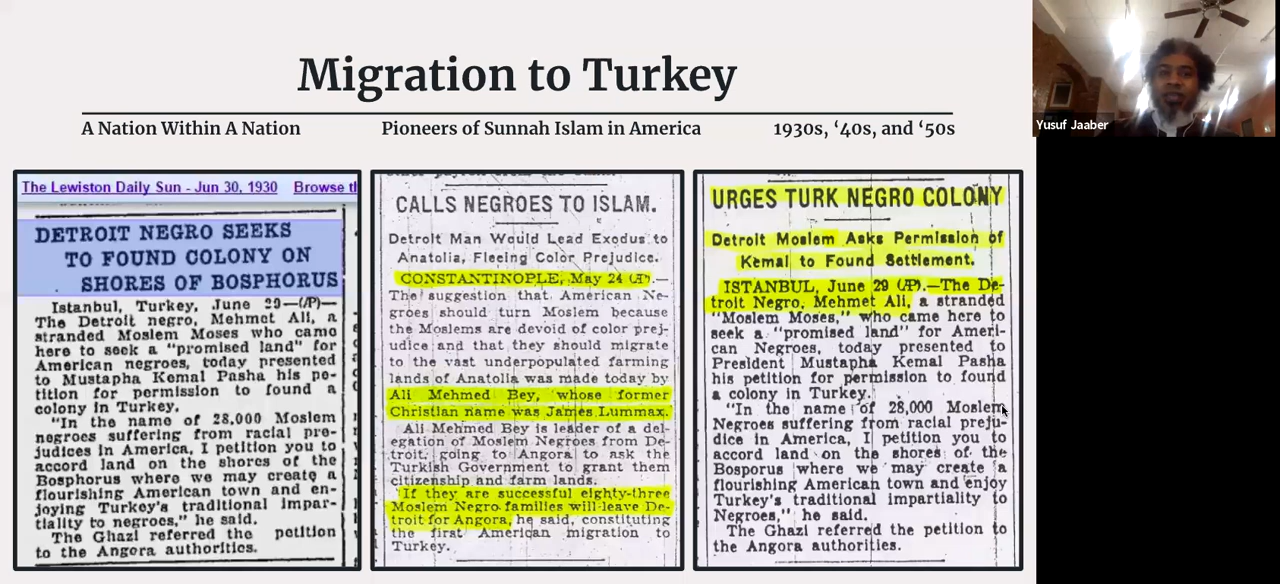 Migration to Turkey
A Nation Within A Nation
Pioneers of Sunnah Islam in America
1930s, ‘40s, and ‘50s
The Lewiston Daily Sun - Jun 30, 1930 Browse th
DETROIT NEGRO SEEKS
TO FOUND COLONY ON
SHORES OF BOSPHORUS
Istanbul, Turkey, June 29—(AP)—
The Detroit negro, Mehmet Ali, a
stranded Moslem Moses who came
here to seek a "promised land" for
American negroes, today presented
to Mustapha Kemal Pasha his pe-
tition for permission to found a
colony in Turkey.
"In the name of 28,000 Moslem
negroes suffering from racial pre-
judices in America, I petition you to
accord land on the shores of the
Bosphorus where we may create a
flourishing American town and en-
joying Turkey's traditional impar-
tiality to negroes," he said.
The Ghazi referred the petition
to the Angora authorities.
CALLS NEGROES TO ISLAM.
Detroit Man Would Lead Exodus to
Anatolia, Fleeing Color Prejudice.
CONSTANTINOPLE, May 24 (AP).—
The suggestion that American Ne-
groes should turn Moslem because
the Moslems are devoid of color prej-
udice and that they should migrate
to the vast underpopulated farming
lands of Anatolia was made today by
Ali Mehmed Bey, whose former
Christian name was James Lummax.
Ali Mehmed Bey is leader of a del-
egation of Moslem Negroes from De-
troit, going to Angora to ask the
Turkish Government to grant them
citizenship and farm lands.
If they are successful eighty-three
Moslem Negro families will leave De-
troit for Angora, he said, constituting
the first American migration to
Turkey.
URGES TURK NEGRO COLONY
Detroit Moslem Asks Permission of
Kemal to Found Settlement.
ISTANBUL, June 29 (AP).—The De-
troit Negro, Mehmet Ali, a stranded
"Moslem Moses," who came here to
seek a "promised land" for Ameri-
can Negroes, today presented to
President Mustapha Kemal Pasha
his petition for permission to found
a colony in Turkey.
"In the name of 28,000 Moslem
Negroes suffering from racial preju-
dice in America, I petition you to
accord land on the shores of the
Bosporus where we may create a
flourishing American town and enjoy
Turkey's traditional impartiality to
Negroes," he said.
The Ghazi referred the petition to
the Angora authorities.
Yusuf Jaaber